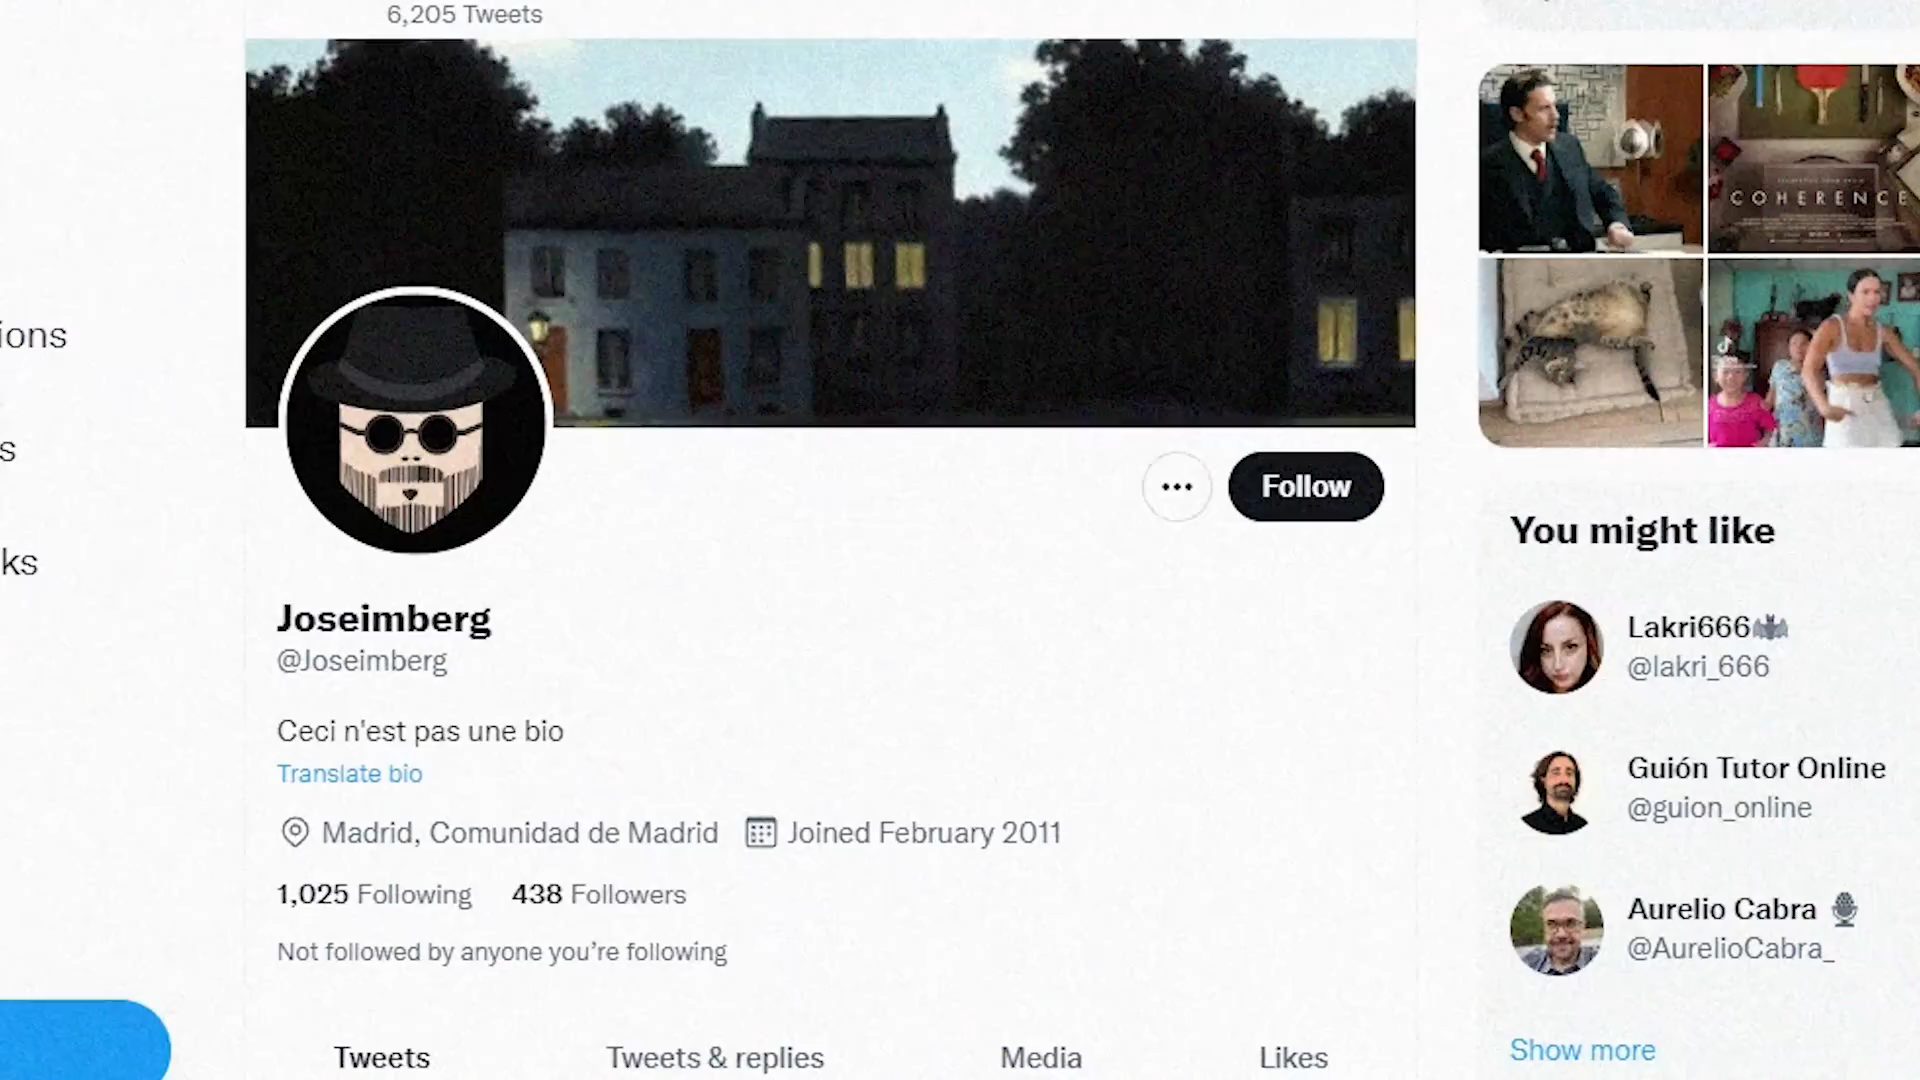 6,205 Tweets
COHERENCE
ions
s
ks
Follow
Joseimberg
@Joseimberg
Ceci n'est pas une bio
Translate bio
Madrid, Comunidad de Madrid
Joined February 2011
1,025 Following
438 Followers
Not followed by anyone you're following
Tweets
Tweets & replies
Media
Likes
You might like
Lakri666
@lakri_666
Guión Tutor Online
@guion_online
Aurelio Cabra
@AurelioCabra_
Show more